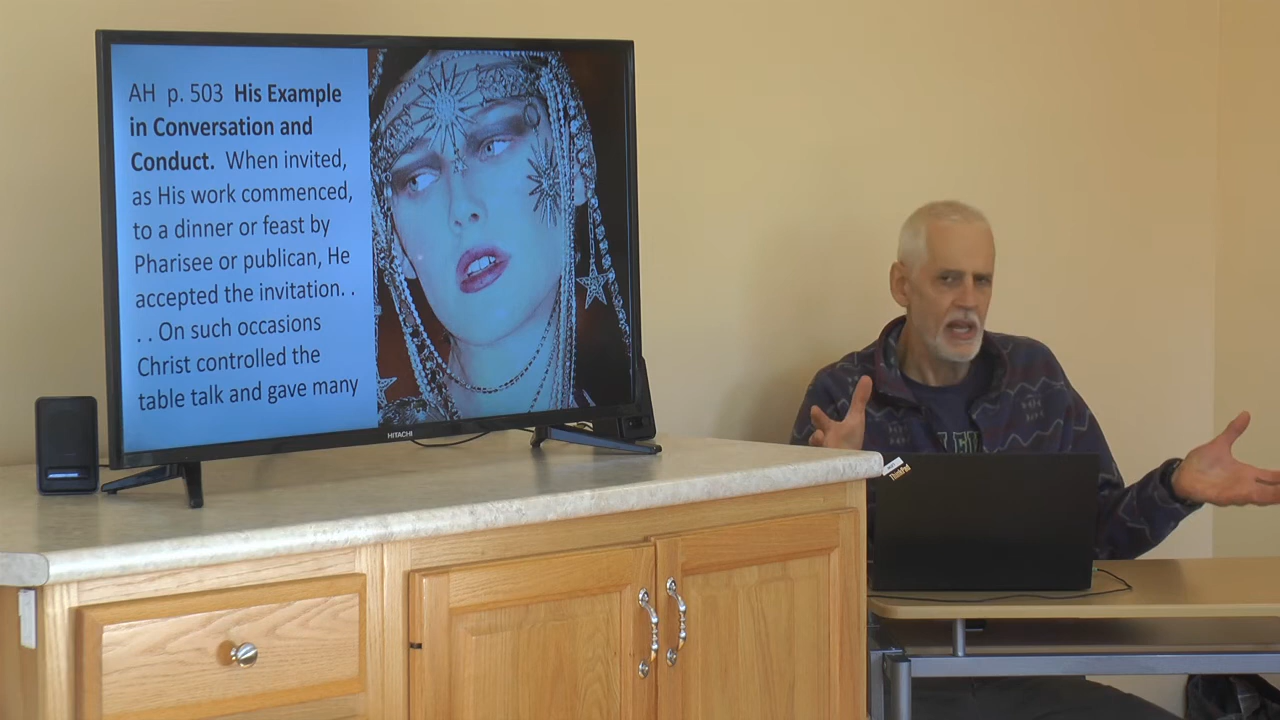 AH p. 503 His Example
in Conversation and
Conduct. When invited,
as His work commenced,
to a dinner or feast by
Pharisee or publican, He
accepted the invitation. .
. . On such occasions
Christ controlled the
table talk and gave many
HITACHI
ThinkPad